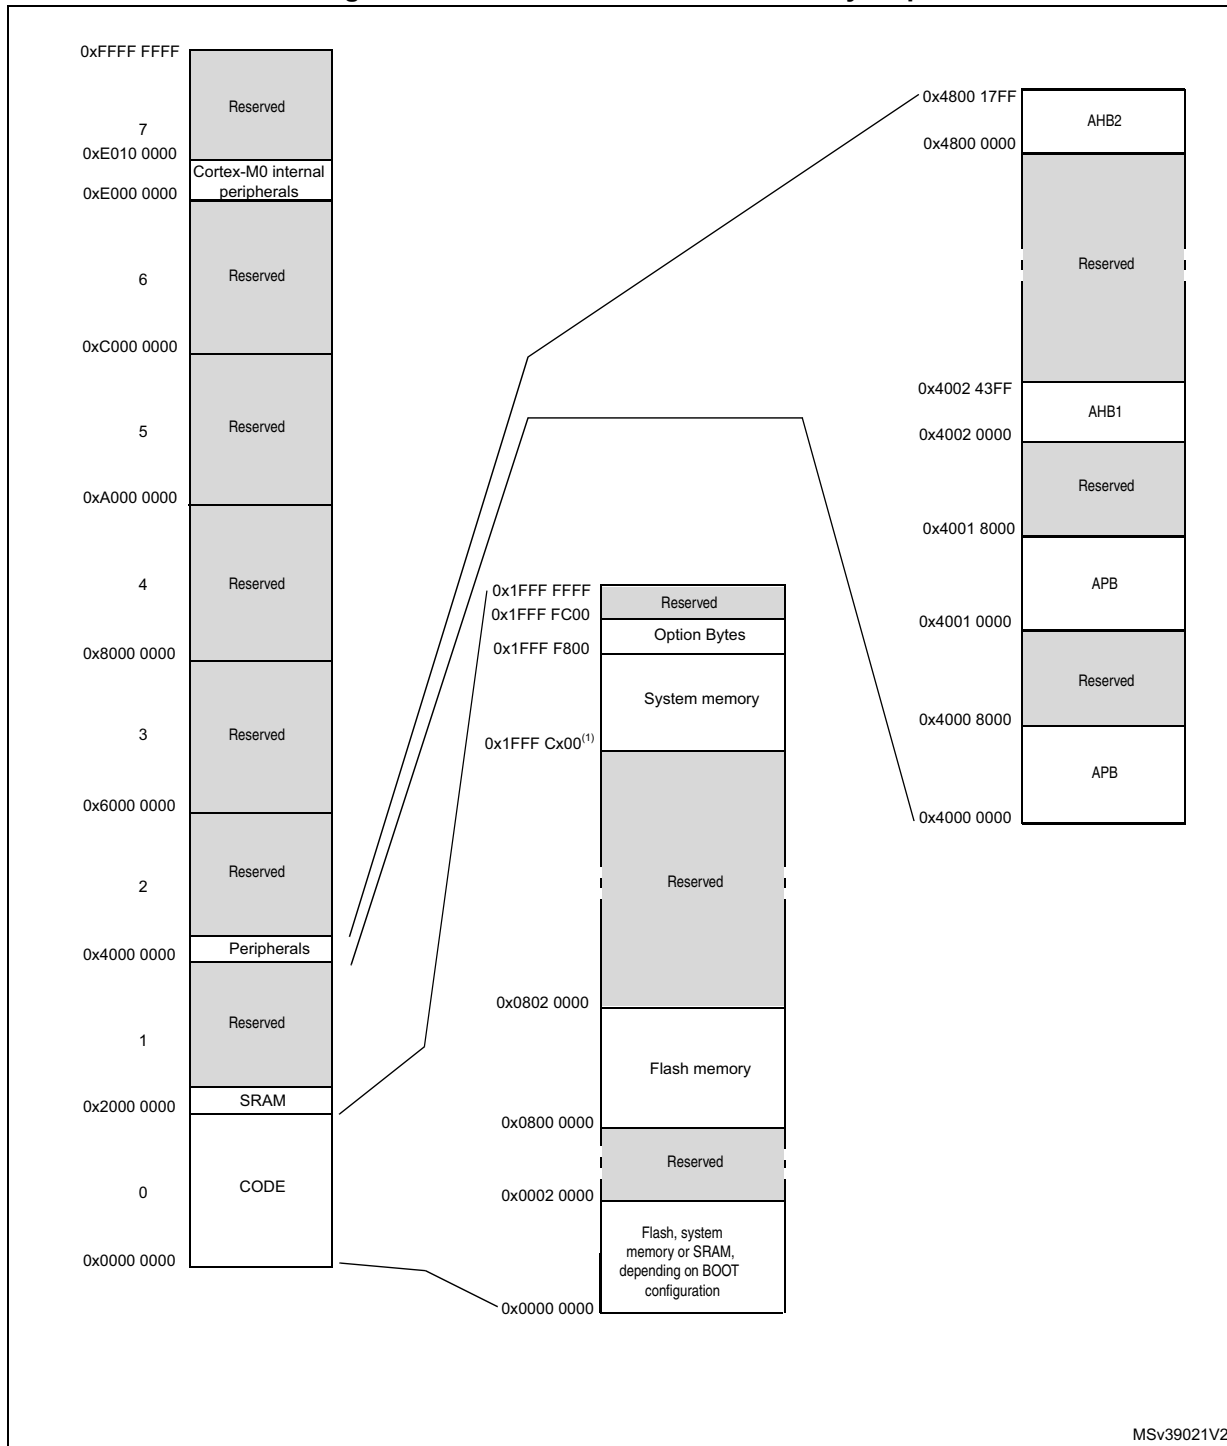 0xFFFF FFFF
Reserved
7
0xE010 0000
Cortex-M0 internal
peripherals
0xE000 0000
Reserved
6
0xC000 0000
Reserved
5
0xA000 0000
Reserved
4
0x8000 0000
Reserved
3
0x6000 0000
Reserved
2
Peripherals
0x4000 0000
Reserved
1
SRAM
0x2000 0000
CODE
0
0x0000 0000
0x1FFF FFFF
Reserved
0x1FFF FC00
Option Bytes
0x1FFF F800
System memory
0x1FFF Cx00(1)
Reserved
0x0802 0000
Flash memory
0x0800 0000
Reserved
0x0002 0000
Flash, system
memory or SRAM,
depending on BOOT
configuration
0x0000 0000
0x4800 17FF
AHB2
0x4800 0000
Reserved
0x4002 43FF
AHB1
0x4002 0000
Reserved
0x4001 8000
APB
0x4001 0000
Reserved
0x4000 8000
APB
0x4000 0000
MSv39021V2